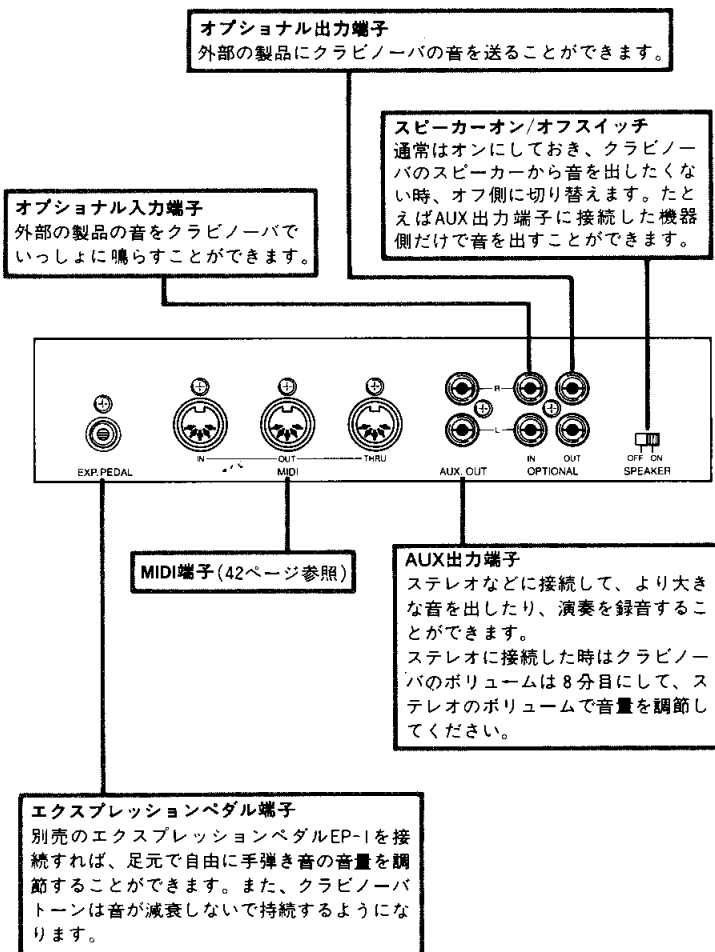 オプショナル出力端子
外部の製品にクラビノーバの音を送ることができます。
スピーカーオン/オフスイッチ
通常はオンにしておき、クラビノー
バのスピーカーから音を出したくな
い時、オフ側に切り替えます。たと
えばAUX出力端子に接続した機器
側だけで音を出すことができます。
オプショナル入力端子
外部の製品の音をクラビノーバで
いっしょに鳴らすことができます。
R
L
IN OUT THRU
IN OUT
OFF ON
EXP.PEDAL
MIDI
AUX. OUT
OPTIONAL
SPEAKER
MIDI端子(42ページ参照)
AUX出力端子
ステレオなどに接続して、より大き
な音を出したり、演奏を録音するこ
とができます。
ステレオに接続した時はクラビノー
バのボリュームは8分目にして、ス
テレオのボリュームで音量を調節し
てください。
エクスプレッションペダル端子
別売のエクスプレッションペダルEP-1を接
続すれば、足元で自由に手弾き音の音量を調
節することができます。また、クラビノーバ
トーンは音が減衰しないで持続するようにな
ります。